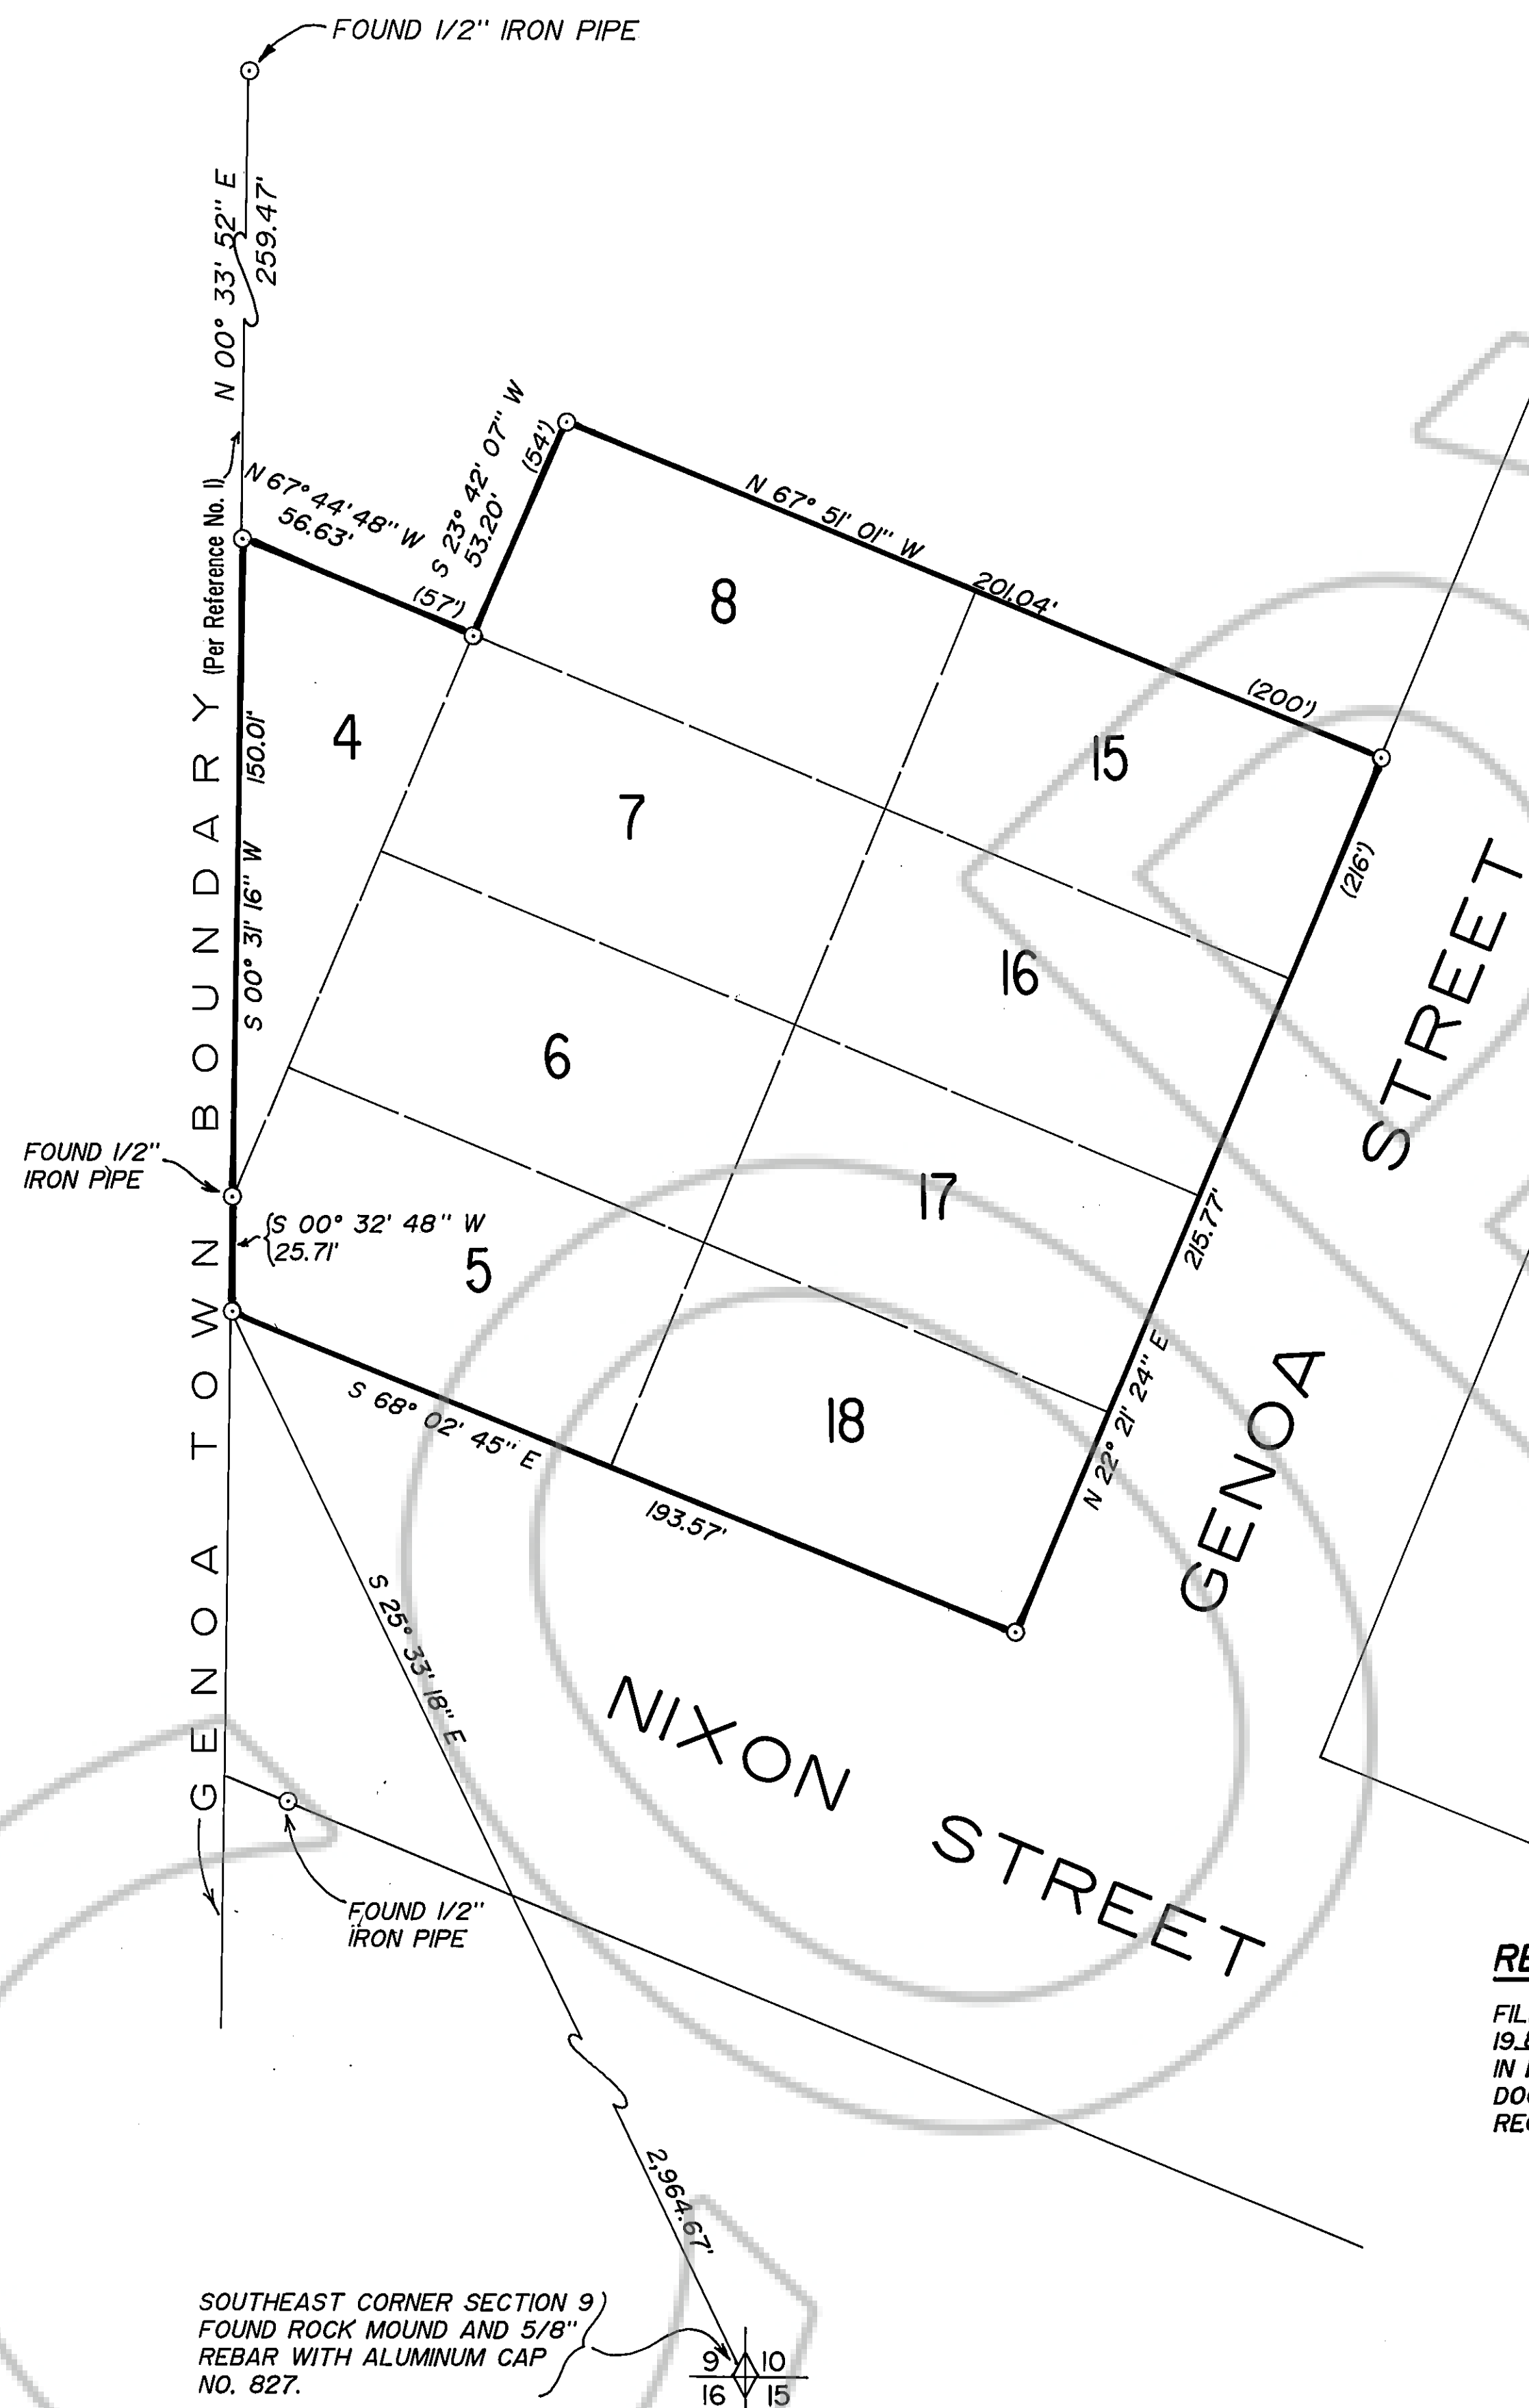 FOUND 1/2" IRON PIPE
N 00° 33' 52" E
259.47'
(Per Reference No. 1)
N 67° 44' 48" W
56.63'
(57')
S 23° 42' 07" W
53.20'
(54')
N 67° 51' 01" W
201.04'
(200')
8
15
4
7
16
6
17
5
18
(216')
215.77'
N 22° 21' 24" E
STREET
GENOA
S 00° 31' 16" W 150.01'
GENOA TOWN BOUNDARY
FOUND 1/2"
IRON PIPE
S 00° 32' 48" W
25.71'
S 68° 02' 45" E
193.57'
S 25° 33' 18" E
2,964.67'
NIXON STREET
FOUND 1/2"
IRON PIPE
SOUTHEAST CORNER SECTION 9
FOUND ROCK MOUND AND 5/8"
REBAR WITH ALUMINUM CAP
NO. 827.
9 10
16 15